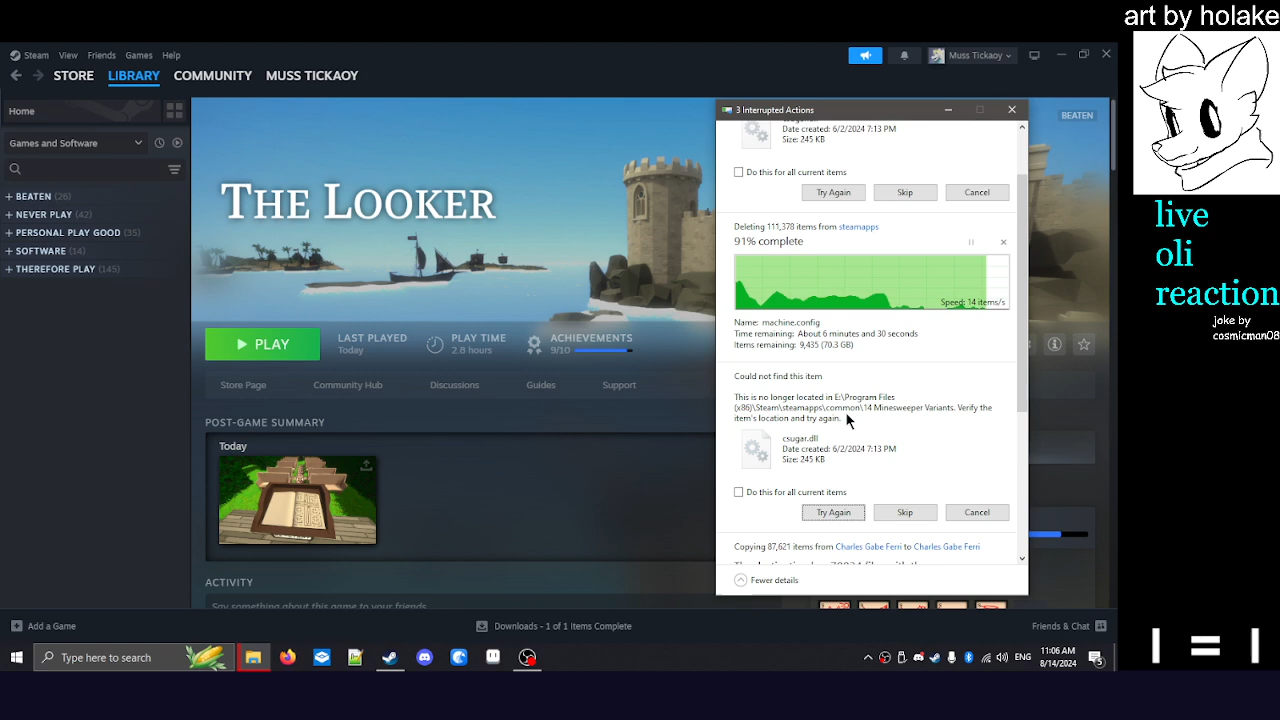 art by holake
Steam View Friends Games Help
Muss Tickaoy
STORE LIBRARY COMMUNITY MUSS TICKAOY
Home
Games and Software
BEATEN (26)
NEVER PLAY (42)
PERSONAL PLAY GOOD (35)
SOFTWARE (14)
THEREFORE PLAY (145)
THE LOOKER
BEATEN
PLAY
LAST PLAYED
Today
PLAY TIME
2.8 hours
ACHIEVEMENTS
9/10
Store Page Community Hub Discussions Guides Support
POST-GAME SUMMARY
Today
ACTIVITY
Say something about this game to your friends...
3 Interrupted Actions
Date created: 6/2/2024 7:13 PM
Size: 245 KB
Do this for all current items
Try Again Skip Cancel
Deleting 111,378 items from steamapps
91% complete
Speed: 14 items/s
Name: machine.config
Time remaining: About 6 minutes and 30 seconds
Items remaining: 9,435 (70.3 GB)
Could not find this item
This is no longer located in E:\Program Files
(x86)\Steam\steamapps\common\14 Minesweeper Variants. Verify the
item's location and try again.
csugar.dll
Date created: 6/2/2024 7:13 PM
Size: 245 KB
Do this for all current items
Try Again Skip Cancel
Copying 87,621 items from Charles Gabe Ferri to Charles Gabe Ferri
Fewer details
Add a Game
Downloads - 1 of 1 Items Complete
Friends & Chat
Type here to search
ENG
11:06 AM
8/14/2024
5
live
oli
reaction
joke by
cosmicman08
| = |